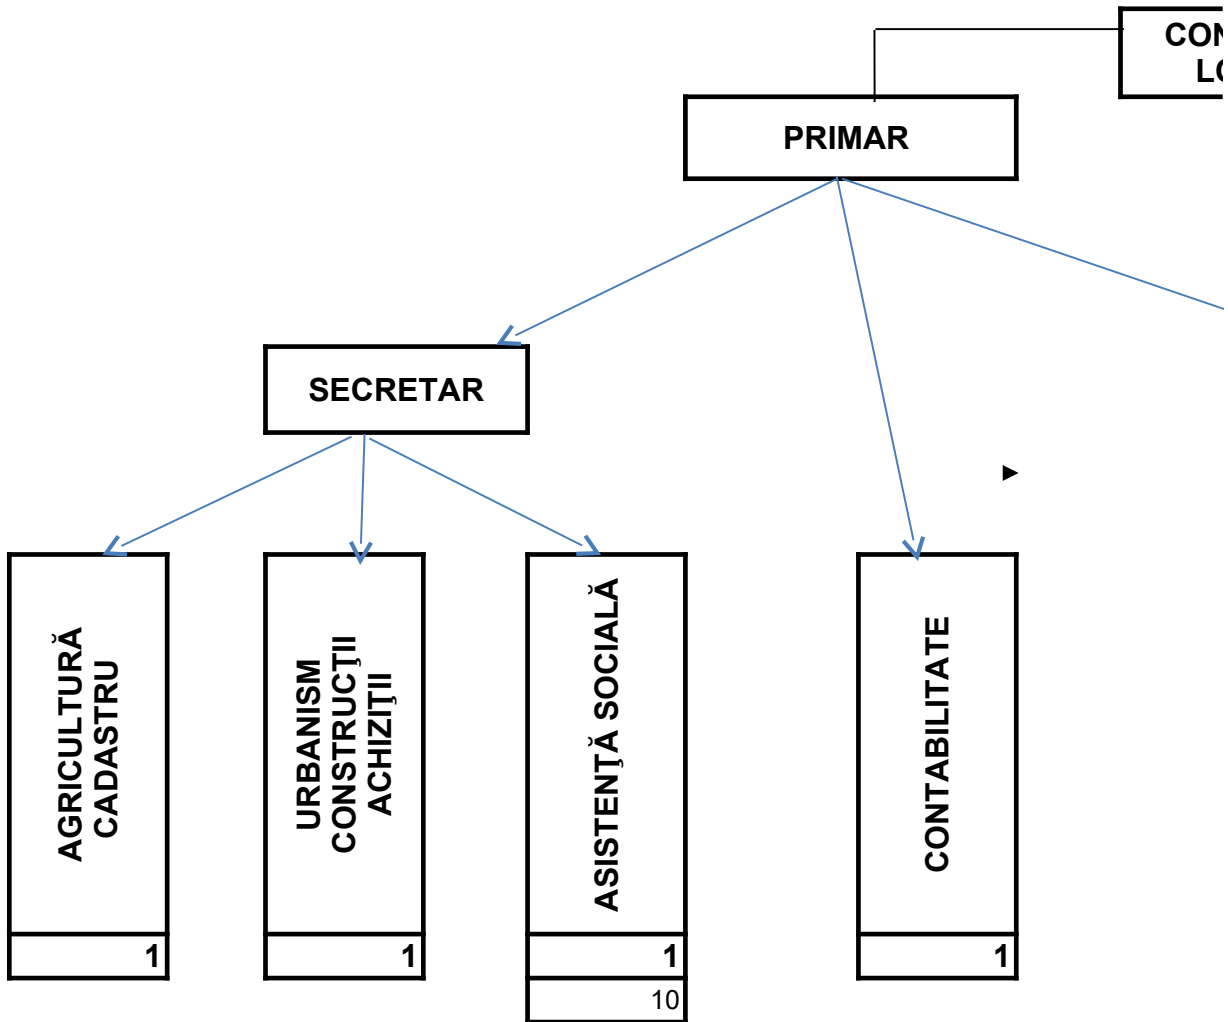 PRIMAR
SECRETAR
AGRICULTURĂ
CADASTRU
URBANISM
CONSTRUCŢII
ACHIZIŢII
ASISTENŢĂ SOCIALĂ
CONTABILITATE
1
1
1
1
10